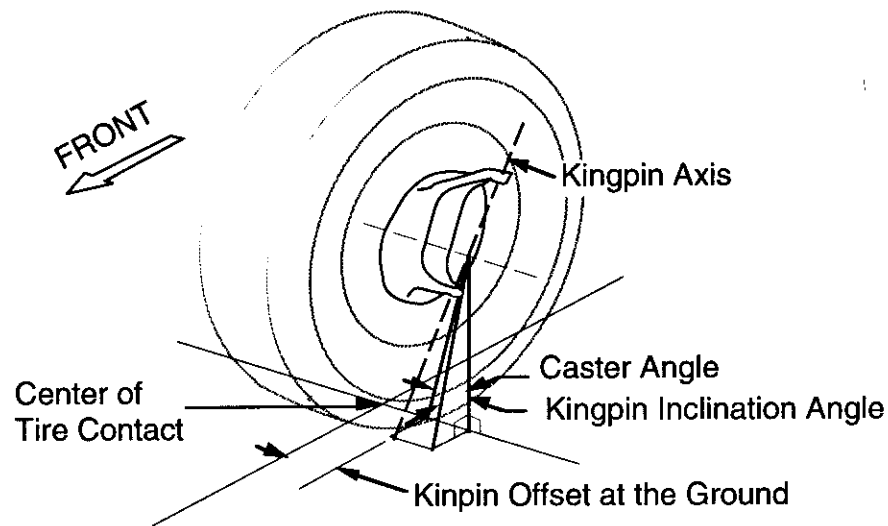 FRONT
Kingpin Axis
Caster Angle
Center of
Tire Contact
Kingpin Inclination Angle
Kinpin Offset at the Ground